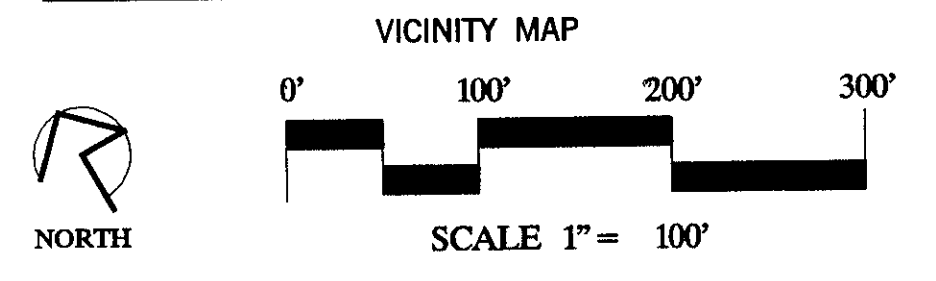 VICINITY MAP
0’ 100’ 200’ 300’
NORTH
SCALE 1”= 100’